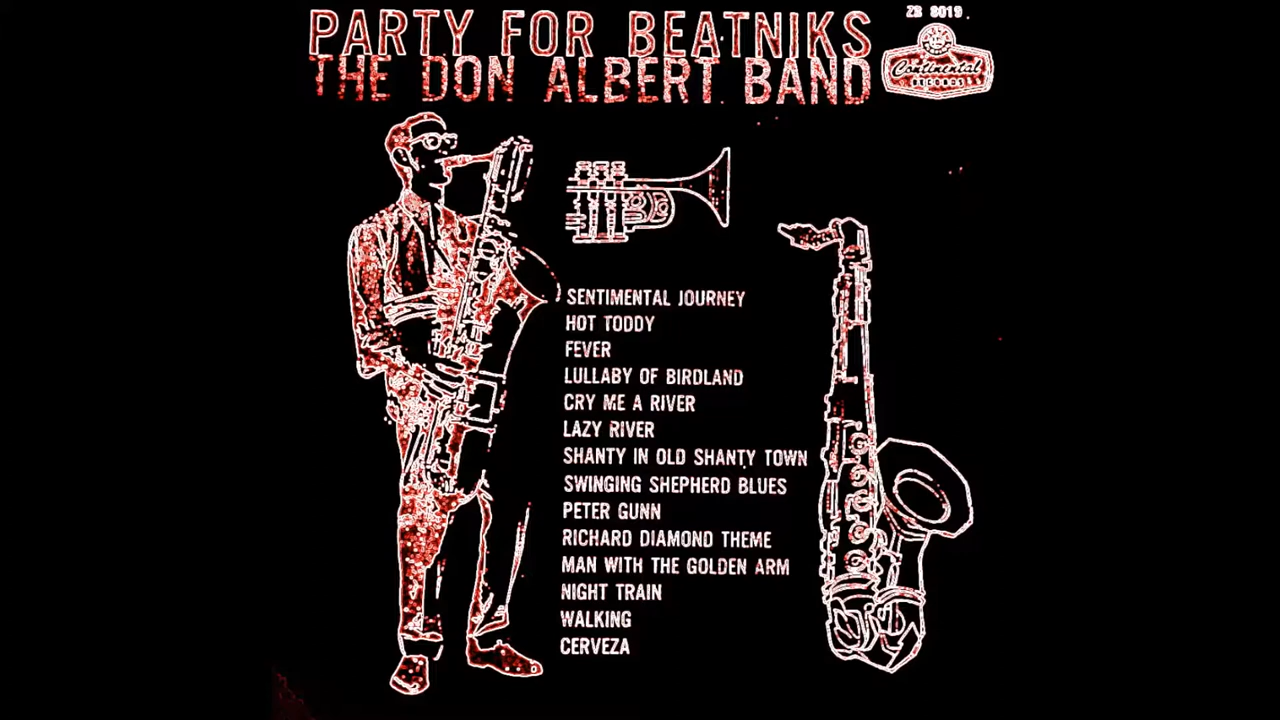 PARTY FOR BEATNIKS
THE DON ALBERT BAND
ZB 8019
Continental
RECORDS
SENTIMENTAL JOURNEY
HOT TODDY
FEVER
LULLABY OF BIRDLAND
CRY ME A RIVER
LAZY RIVER
SHANTY IN OLD SHANTY TOWN
SWINGING SHEPHERD BLUES
PETER GUNN
RICHARD DIAMOND THEME
MAN WITH THE GOLDEN ARM
NIGHT TRAIN
WALKING
CERVEZA